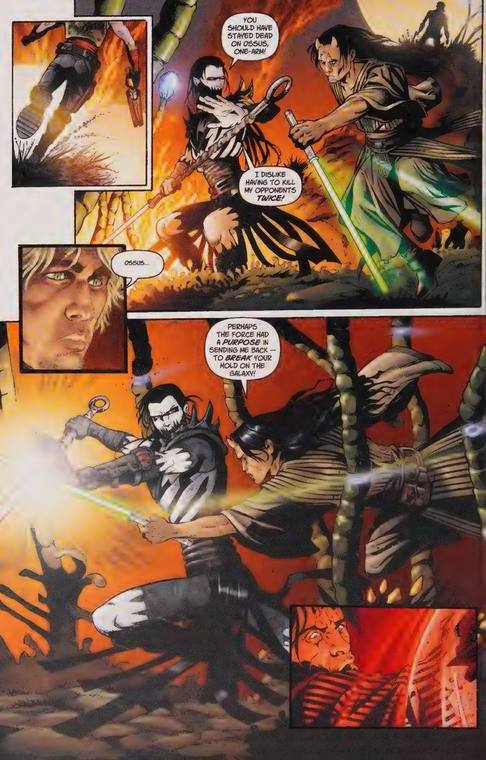 YOU
SHOULD HAVE
STAYED DEAD
ON OSSUS,
ONE-ARM!
I DISLIKE
HAVING TO KILL
MY OPPONENTS
TWICE!
OSSUS...
PERHAPS
THE FORCE HAD
A PURPOSE IN
SENDING ME BACK —
TO BREAK YOUR
HOLD ON THE
GALAXY!